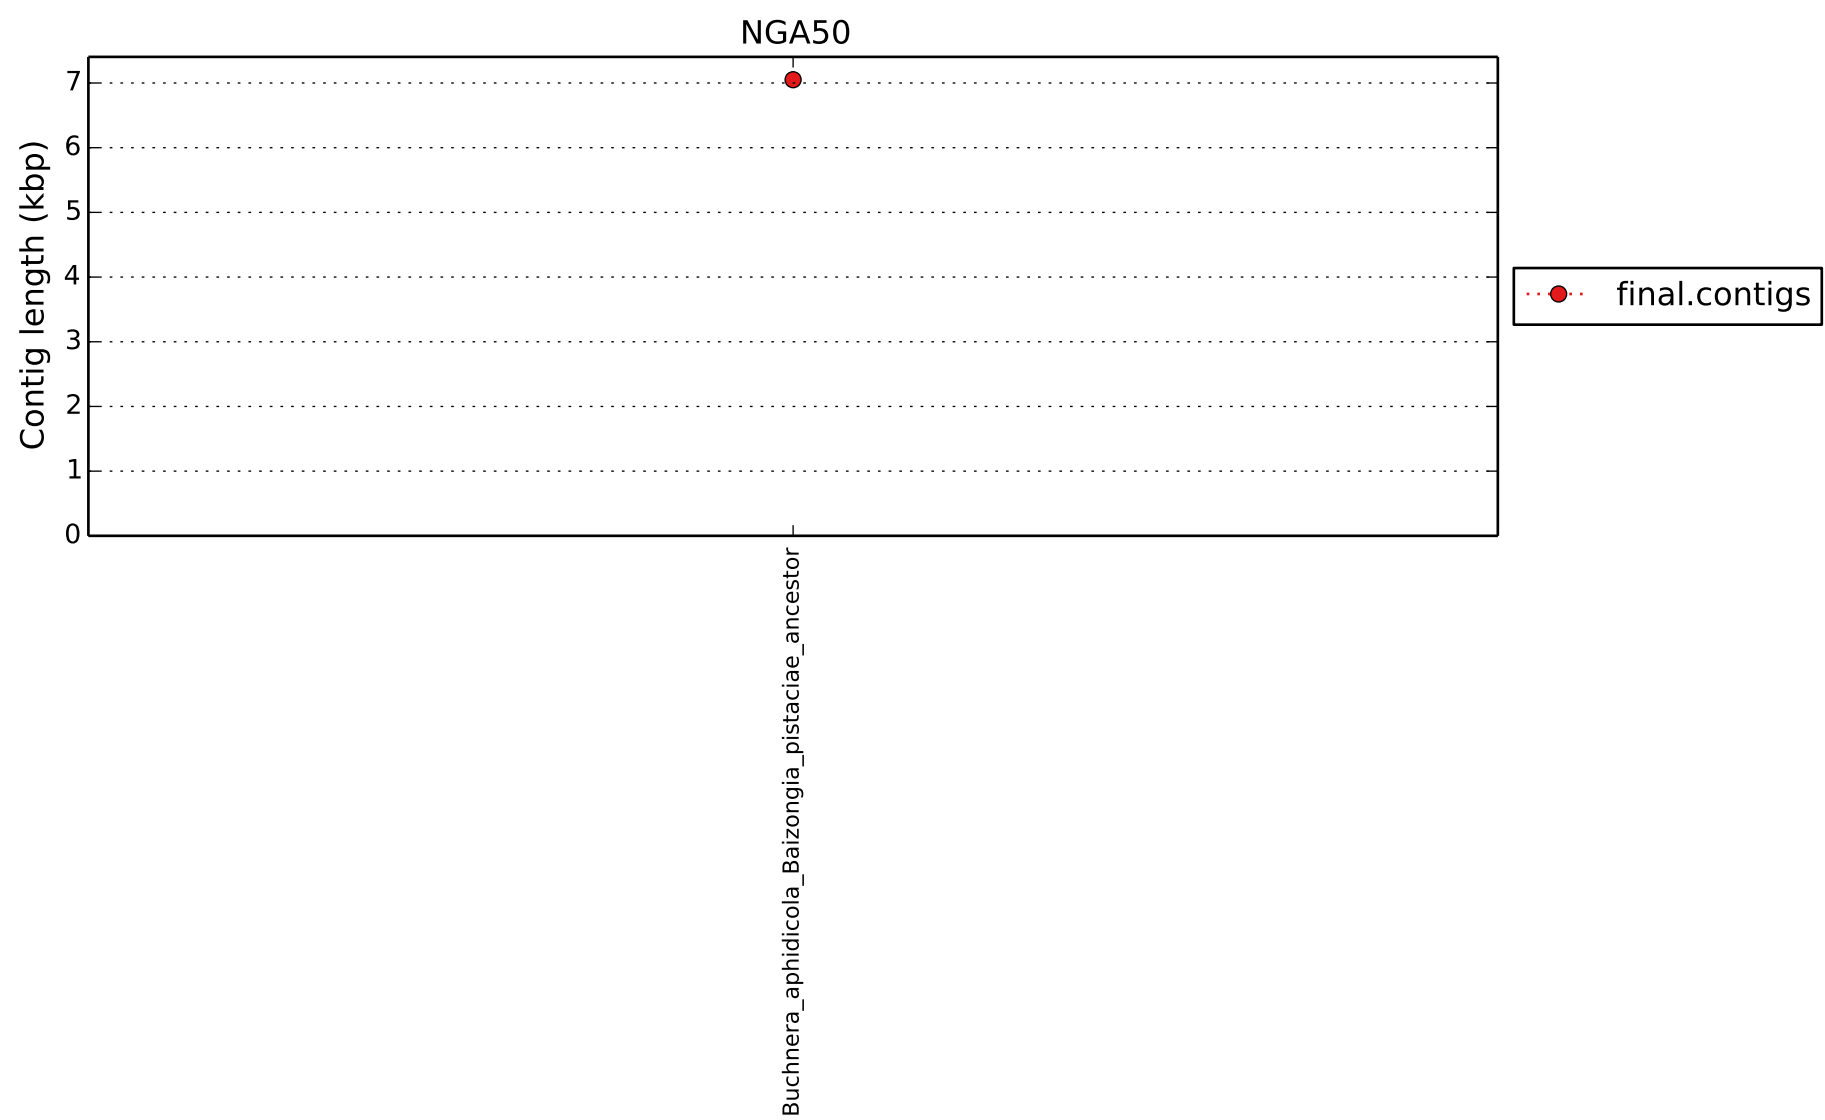 NGA50
Contig length (kbp)
7
6
5
4
3
2
1
0
final.contigs
Buchnera_aphidicola_Baizongia_pistaciae_ancestor